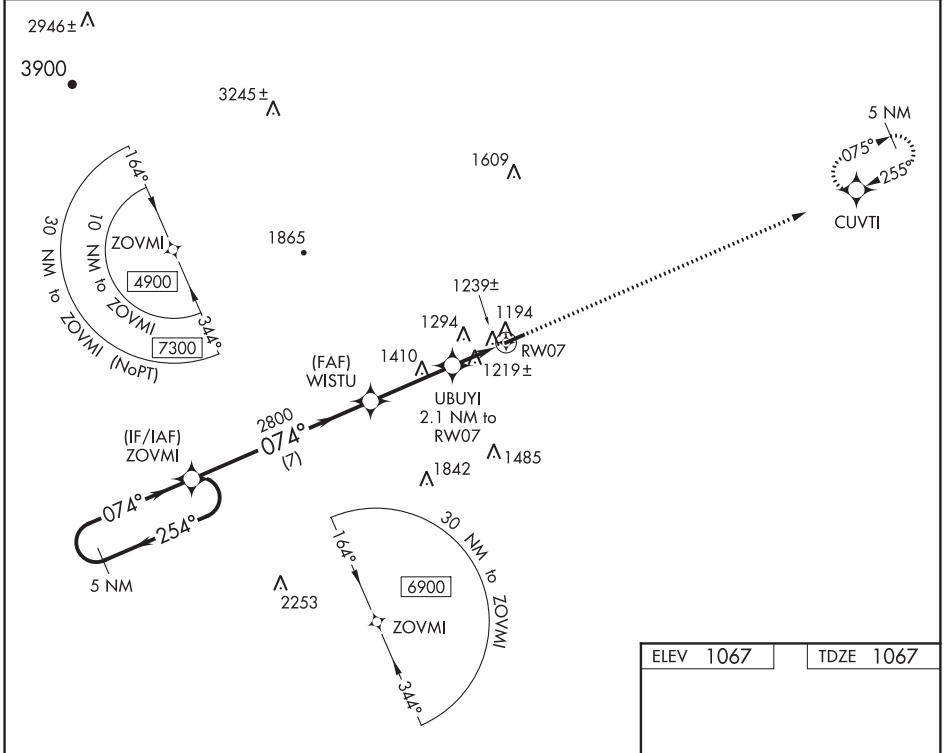 2946±
3900
3245±
5 NM
075°
255°
CUVTI
1609
164°
30 NM to ZOVMI (NoPT)
10 NM to ZOVMI
ZOVMI
4900
7300
344°
1865
1239±
1194
1294
RW07
(FAF)
WISTU
1410
1219±
UBUYI
2.1 NM to
RW07
2800
074°
(7)
(IF/IAF)
ZOVMI
1485
1842
074°
254°
5 NM
164°
30 NM to ZOVMI
6900
ZOVMI
344°
2253
ELEV 1067
TDZE 1067